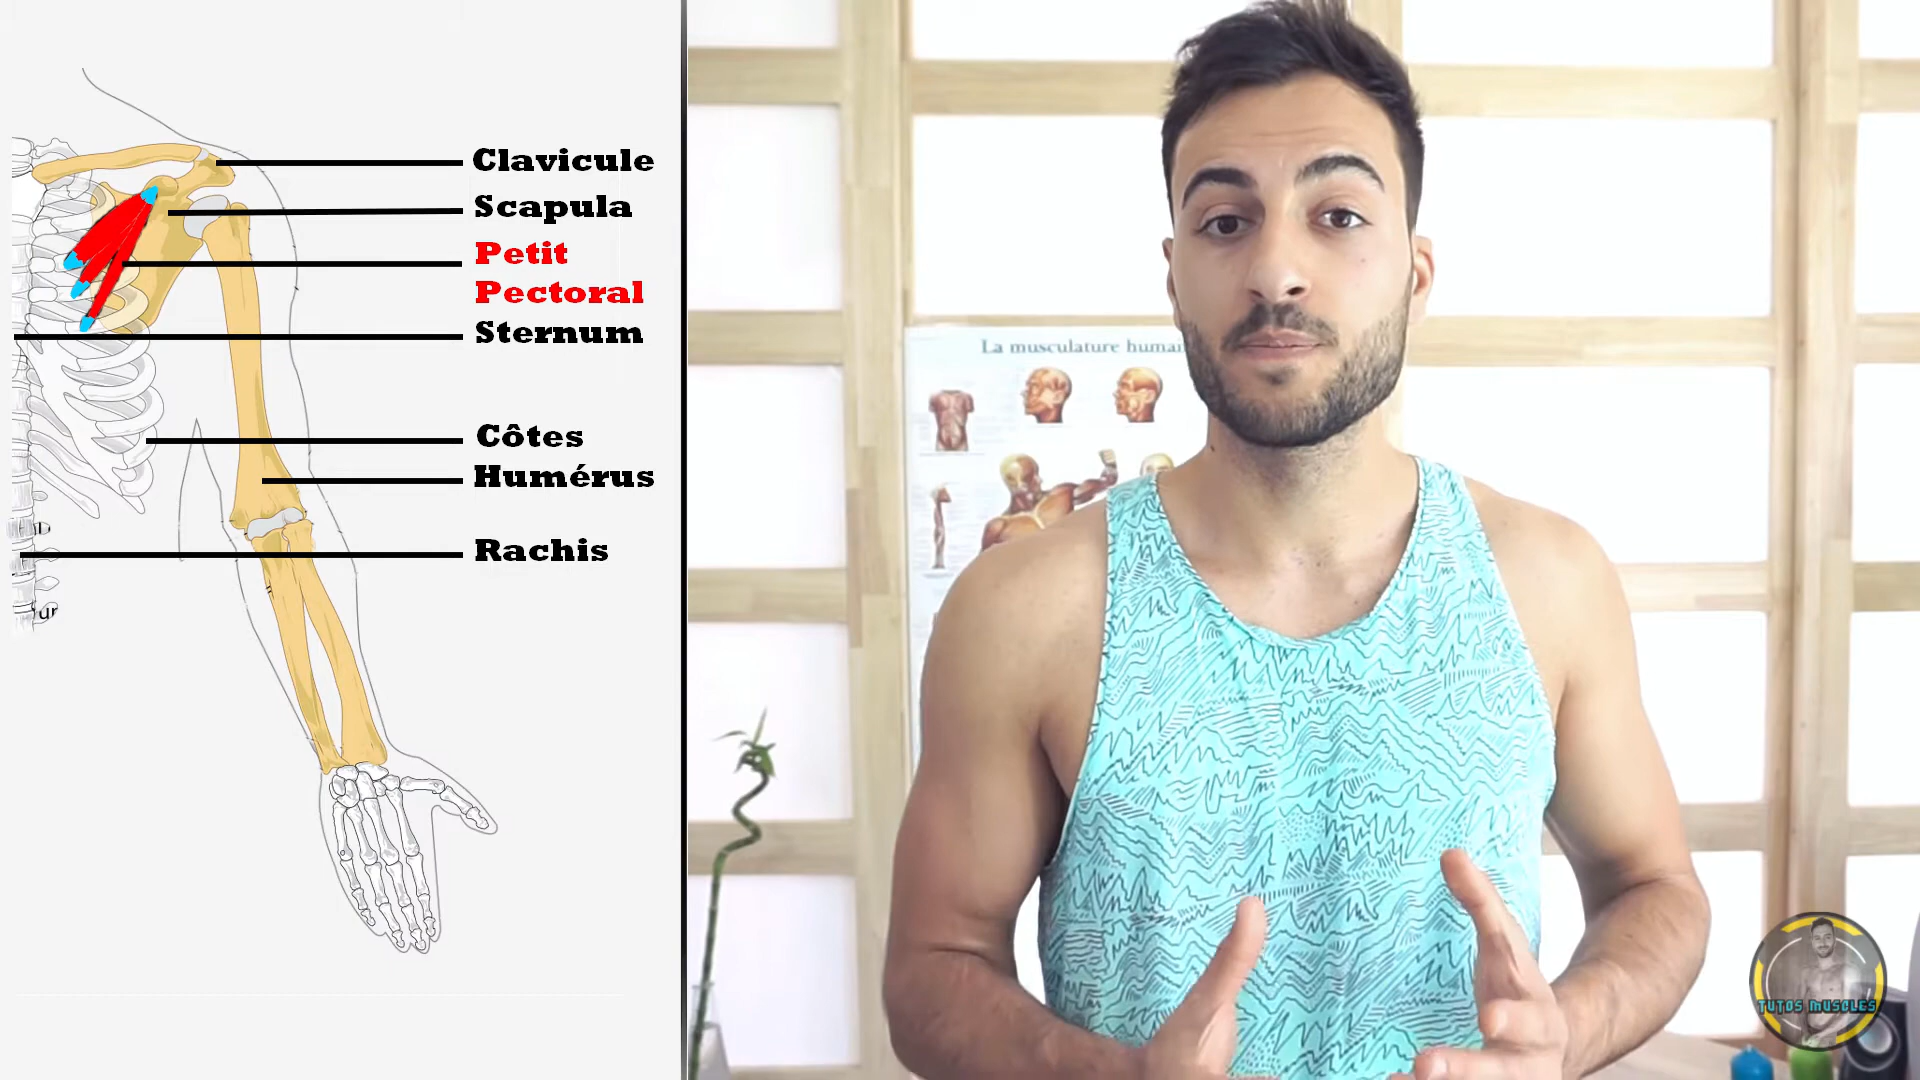 Clavicule
Scapula
Petit
Pectoral
Sternum
Côtes
Humérus
Rachis
La musculature humai
TUTOS MUSCLES